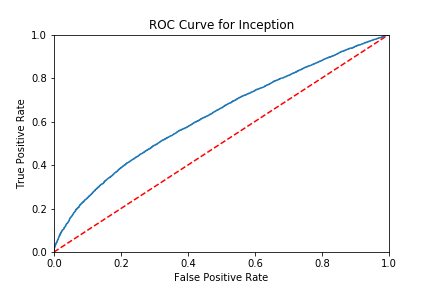 ROC Curve for Inception
1.0
0.8
0.6
0.4
0.2
0.0
True Positive Rate
0.0 0.2 0.4 0.6 0.8 1.0
False Positive Rate